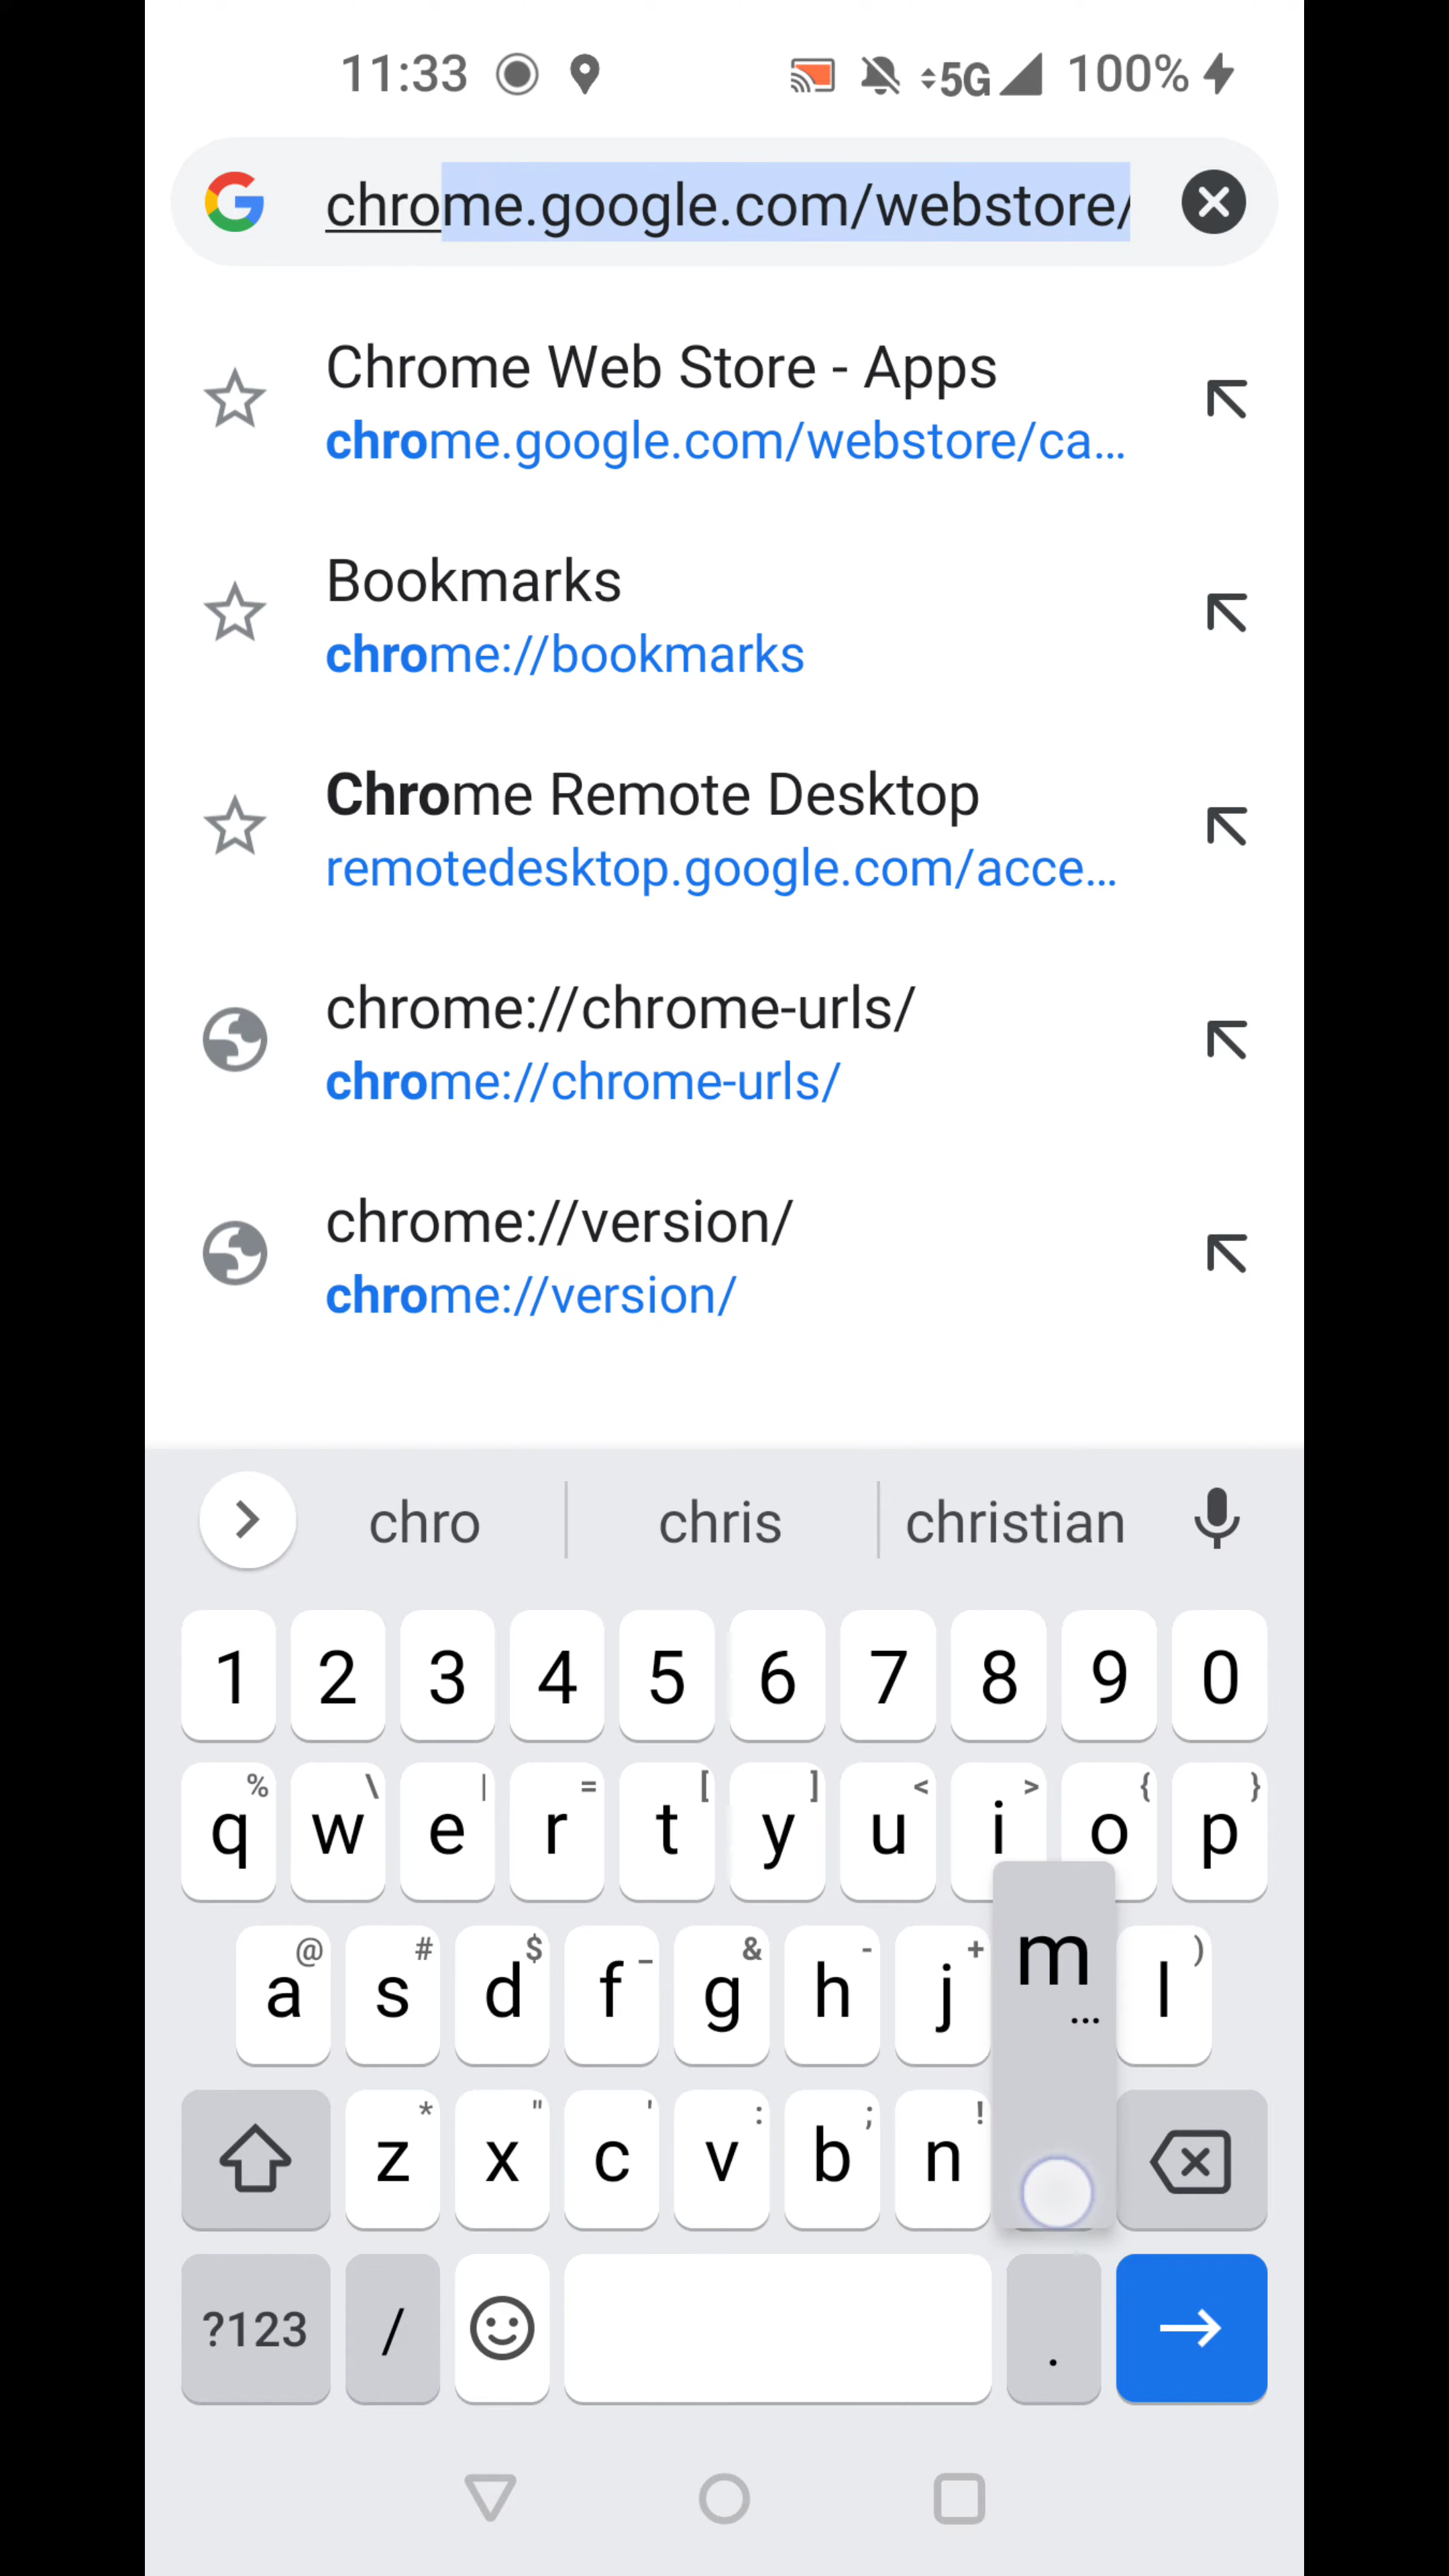 11:33 5G 100%
chrome.google.com/webstore/
Chrome Web Store - Apps
chrome.google.com/webstore/ca...
Bookmarks
chrome://bookmarks
Chrome Remote Desktop
remotedesktop.google.com/acce...
chrome://chrome-urls/
chrome://chrome-urls/
chrome://version/
chrome://version/
chro chris christian
1 2 3 4 5 6 7 8 9 0
% \ | = [ ] < > { }
q w e r t y u i o p
@ # $ _ & - + )
a s d f g h j m l
...
* " ' : ; !
z x c v b n
?123 / .